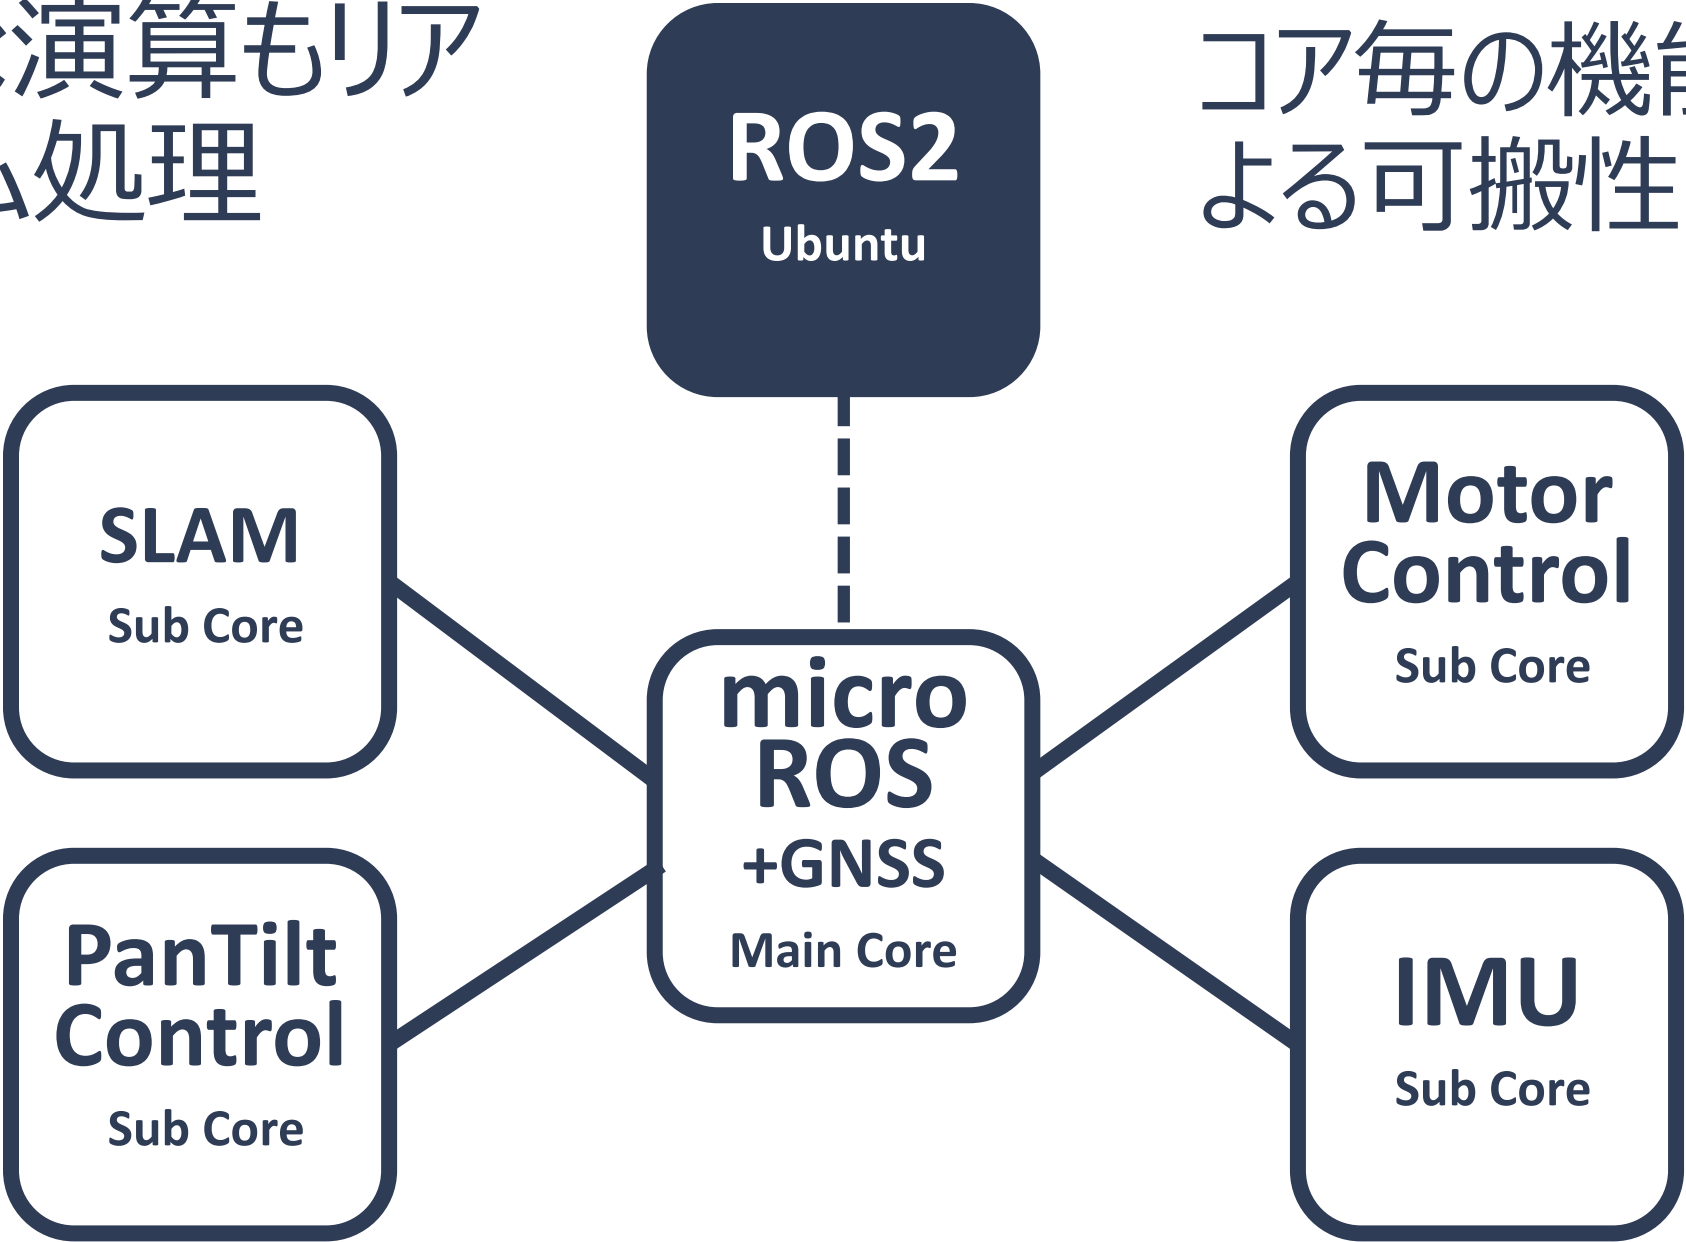 演算もリア
ム処理
コア毎の機能
よる可搬性
ROS2
Ubuntu
SLAM
Sub Core
Motor
Control
Sub Core
micro
ROS
+GNSS
Main Core
PanTilt
Control
Sub Core
IMU
Sub Core